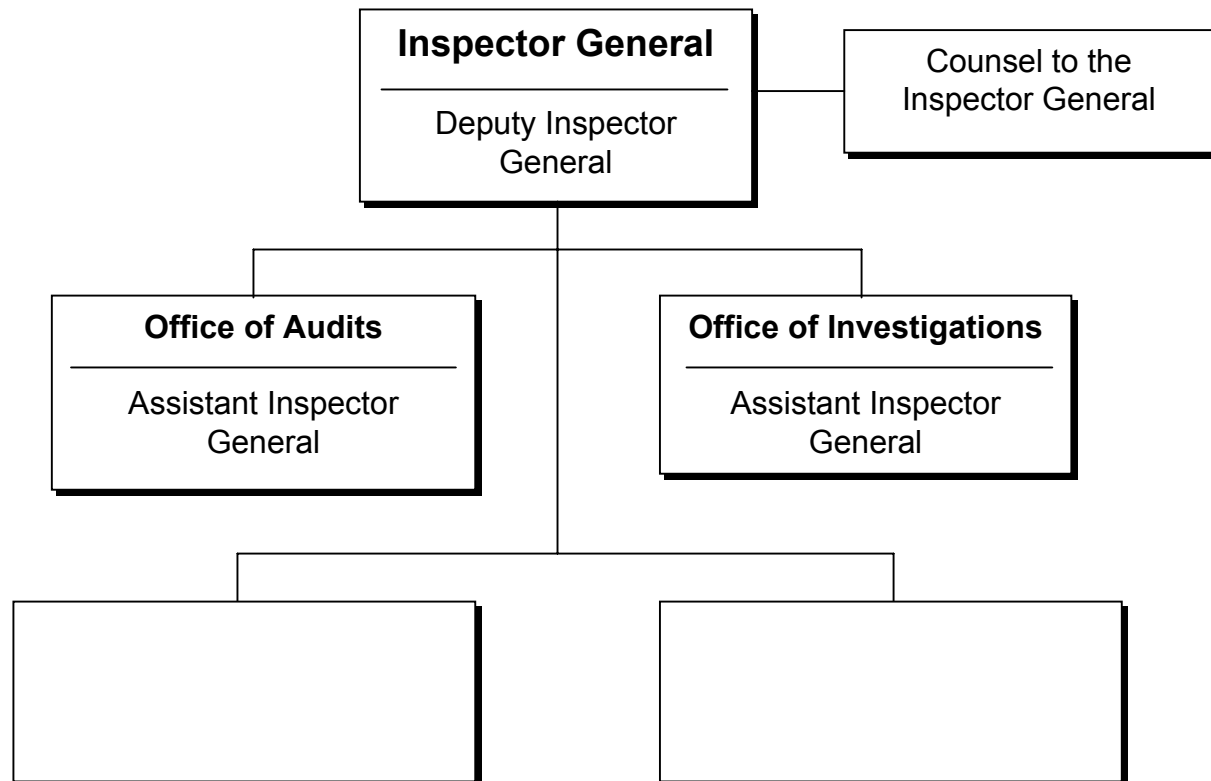 Inspector General
Deputy Inspector
General
Counsel to the
Inspector General
Office of Audits
Assistant Inspector
General
Office of Investigations
Assistant Inspector
General